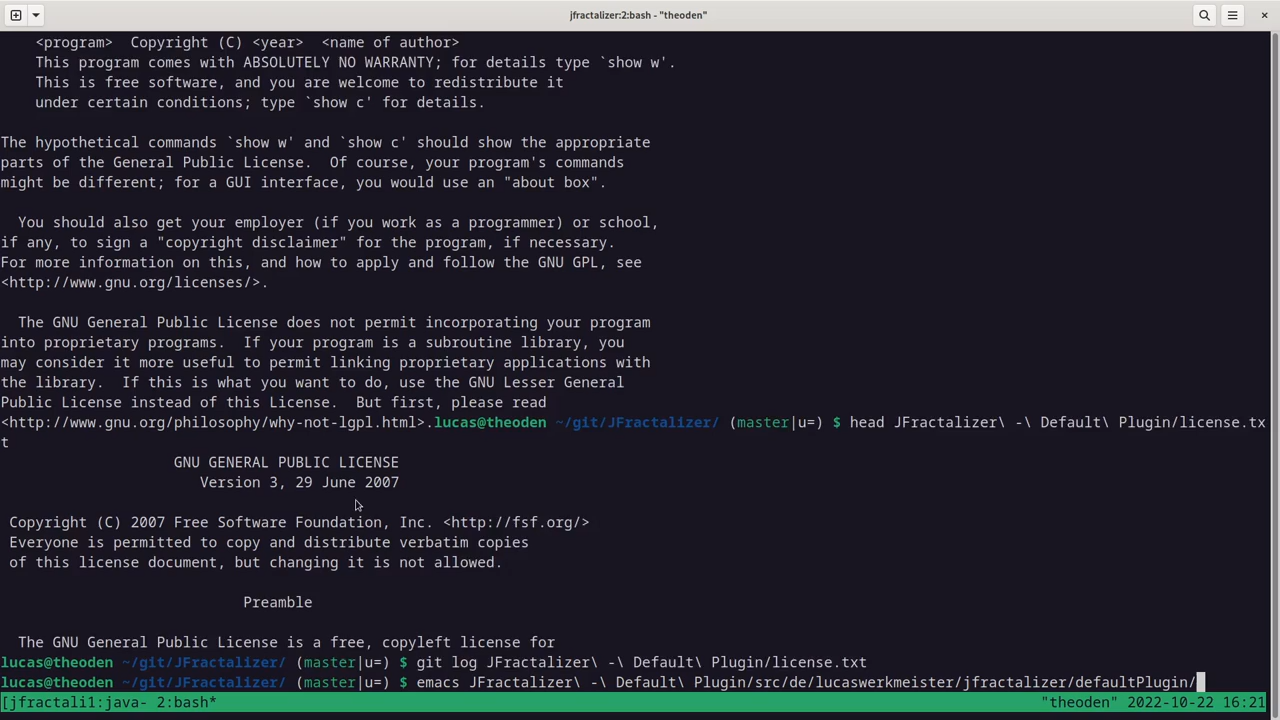 jfractalizer:2:bash - "theoden"
<program>  Copyright (C) <year>  <name of author>
This program comes with ABSOLUTELY NO WARRANTY; for details type `show w'.
This is free software, and you are welcome to redistribute it
under certain conditions; type `show c' for details.
The hypothetical commands `show w' and `show c' should show the appropriate
parts of the General Public License.  Of course, your program's commands
might be different; for a GUI interface, you would use an "about box".
You should also get your employer (if you work as a programmer) or school,
if any, to sign a "copyright disclaimer" for the program, if necessary.
For more information on this, and how to apply and follow the GNU GPL, see
<http://www.gnu.org/licenses/>.
The GNU General Public License does not permit incorporating your program
into proprietary programs.  If your program is a subroutine library, you
may consider it more useful to permit linking proprietary applications with
the library.  If this is what you want to do, use the GNU Lesser General
Public License instead of this License.  But first, please read
<http://www.gnu.org/philosophy/why-not-lgpl.html>.lucas@theoden ~/git/JFractalizer/ (master|u=) $ head JFractalizer\ -\ Default\ Plugin/license.tx
t
GNU GENERAL PUBLIC LICENSE
Version 3, 29 June 2007
Copyright (C) 2007 Free Software Foundation, Inc. <http://fsf.org/>
Everyone is permitted to copy and distribute verbatim copies
of this license document, but changing it is not allowed.
Preamble
The GNU General Public License is a free, copyleft license for
lucas@theoden ~/git/JFractalizer/ (master|u=) $ git log JFractalizer\ -\ Default\ Plugin/license.txt
lucas@theoden ~/git/JFractalizer/ (master|u=) $ emacs JFractalizer\ -\ Default\ Plugin/src/de/lucaswerkmeister/jfractalizer/defaultPlugin/
[jfractali1:java- 2:bash* "theoden" 2022-10-22 16:21